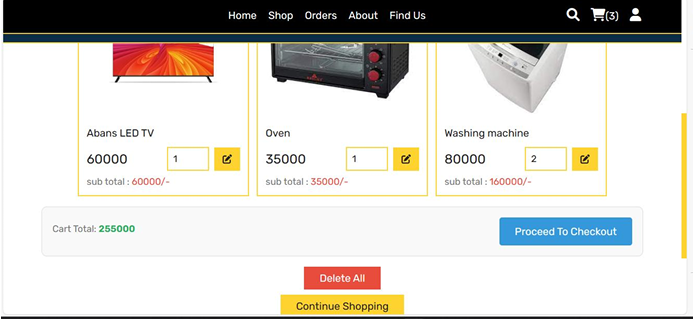 Home Shop Orders About Find Us (3)
Abans LED TV
60000 1
sub total : 60000/-
Oven
35000 1
sub total : 35000/-
Washing machine
80000 2
sub total : 160000/-
Cart Total: 255000
Proceed To Checkout
Delete All
Continue Shopping